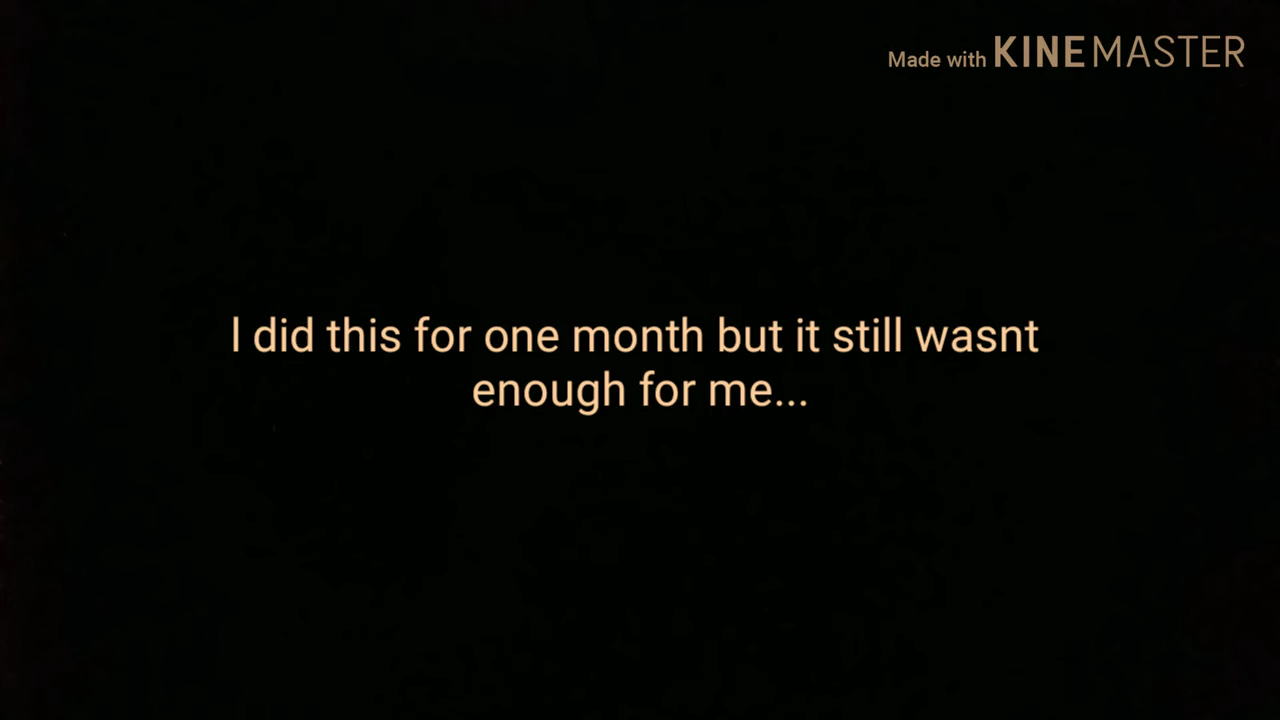 Made with KINEMASTER
I did this for one month but it still wasnt
enough for me...